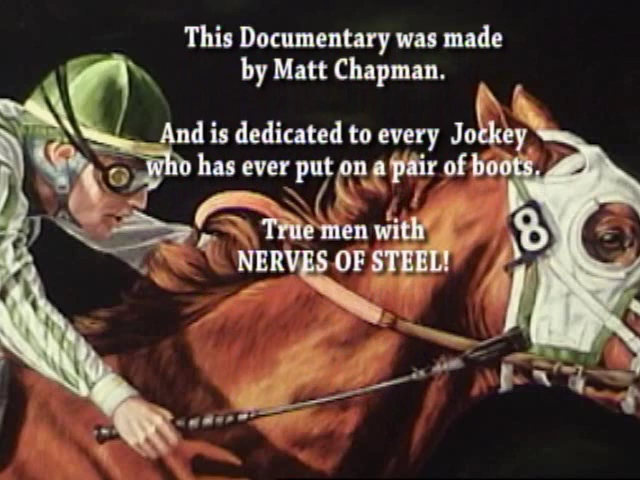 This Documentary was made
by Matt Chapman.
And is dedicated to every Jockey
who has ever put on a pair of boots.
True men with
NERVES OF STEEL!
8